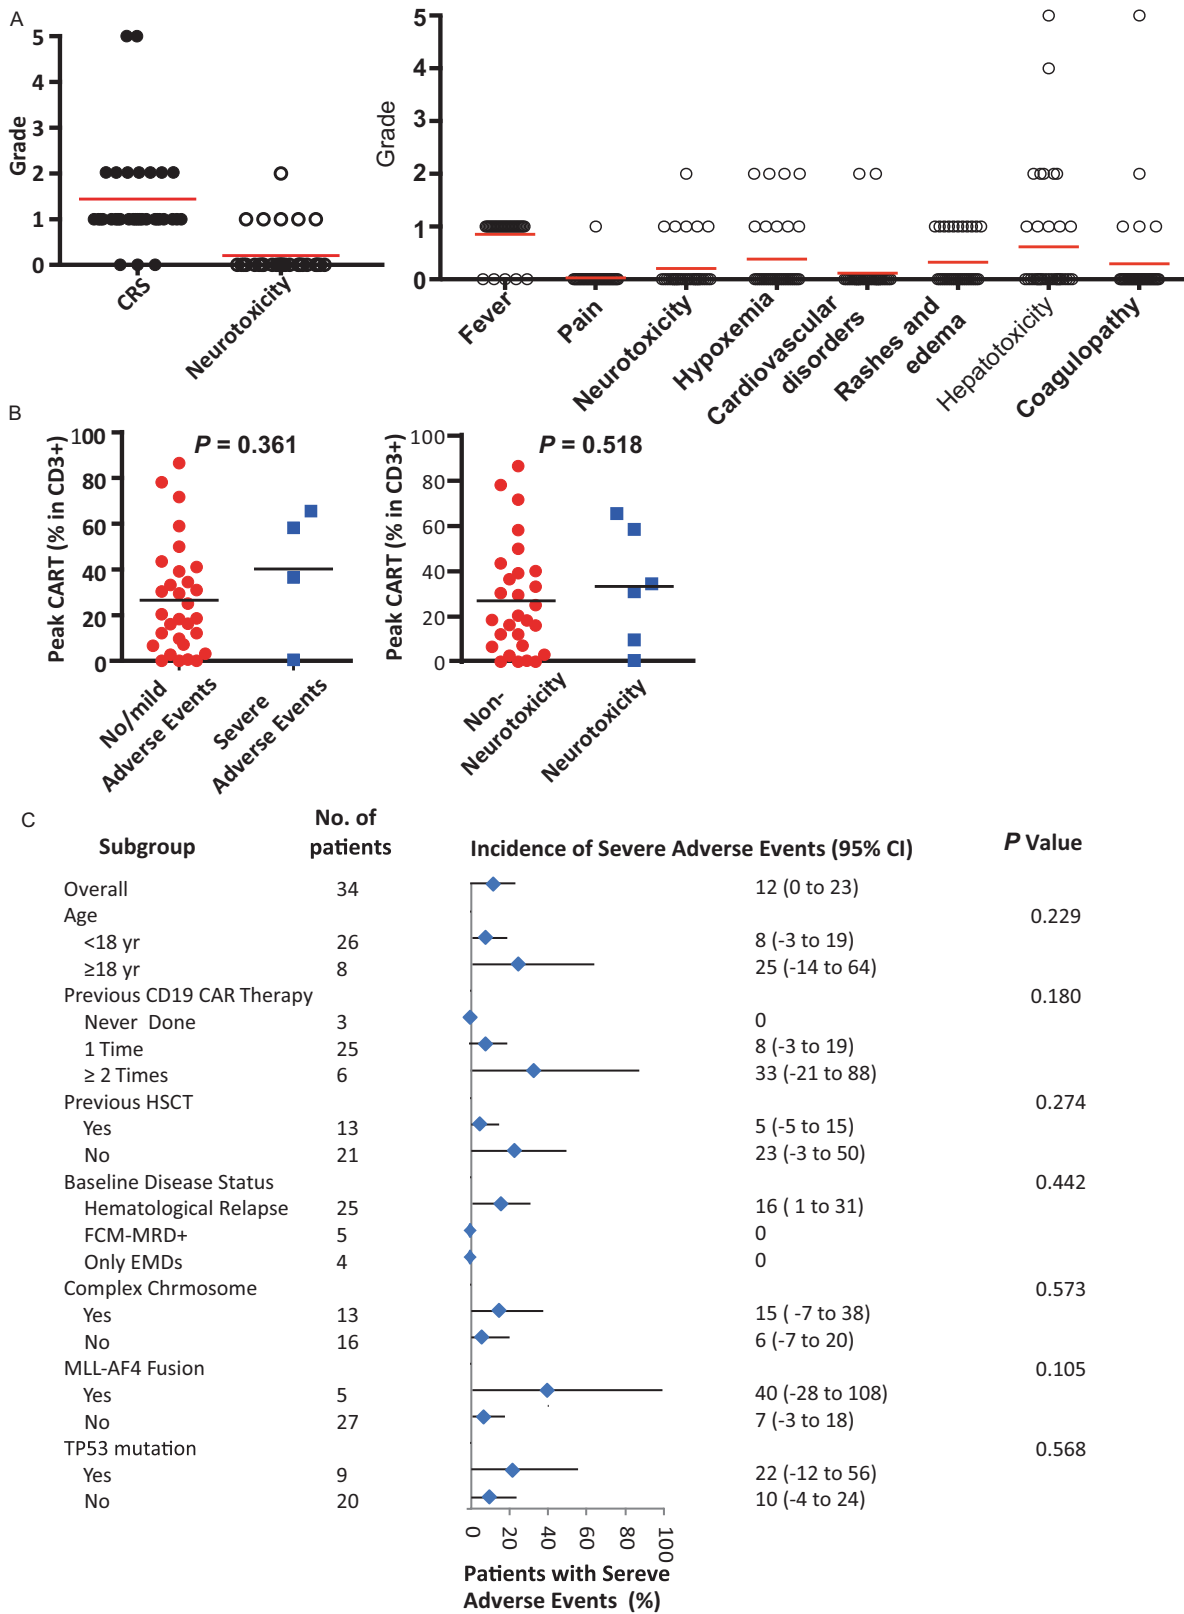 A
Grade
5
4
3
2
1
0
CRS
Neurotoxicity
Grade
5
4
3
2
1
0
Fever
Pain
Neurotoxicity
Hypoxemia
Cardiovascular
disorders
Rashes and
edema
Hepatotoxicity
Coagulopathy
B
Peak CART (% in CD3+)
100
80
60
40
20
0
P = 0.361
No/mild
Adverse Events
Severe
Adverse Events
Peak CART (% in CD3+)
100
80
60
40
20
0
P = 0.518
Non-
Neurotoxicity
Neurotoxicity
C
Subgroup No. of patients Incidence of Severe Adverse Events (95% CI) P Value
Overall 34 12 (0 to 23)
Age 0.229
<18 yr 26 8 (-3 to 19)
≥18 yr 8 25 (-14 to 64)
Previous CD19 CAR Therapy 0.180
Never Done 3 0
1 Time 25 8 (-3 to 19)
≥ 2 Times 6 33 (-21 to 88)
Previous HSCT 0.274
Yes 13 5 (-5 to 15)
No 21 23 (-3 to 50)
Baseline Disease Status 0.442
Hematological Relapse 25 16 ( 1 to 31)
FCM-MRD+ 5 0
Only EMDs 4 0
Complex Chrmosome 0.573
Yes 13 15 ( -7 to 38)
No 16 6 (-7 to 20)
MLL-AF4 Fusion 0.105
Yes 5 40 (-28 to 108)
No 27 7 (-3 to 18)
TP53 mutation 0.568
Yes 9 22 (-12 to 56)
No 20 10 (-4 to 24)
0 20 40 60 80 100
Patients with Sereve
Adverse Events (%)